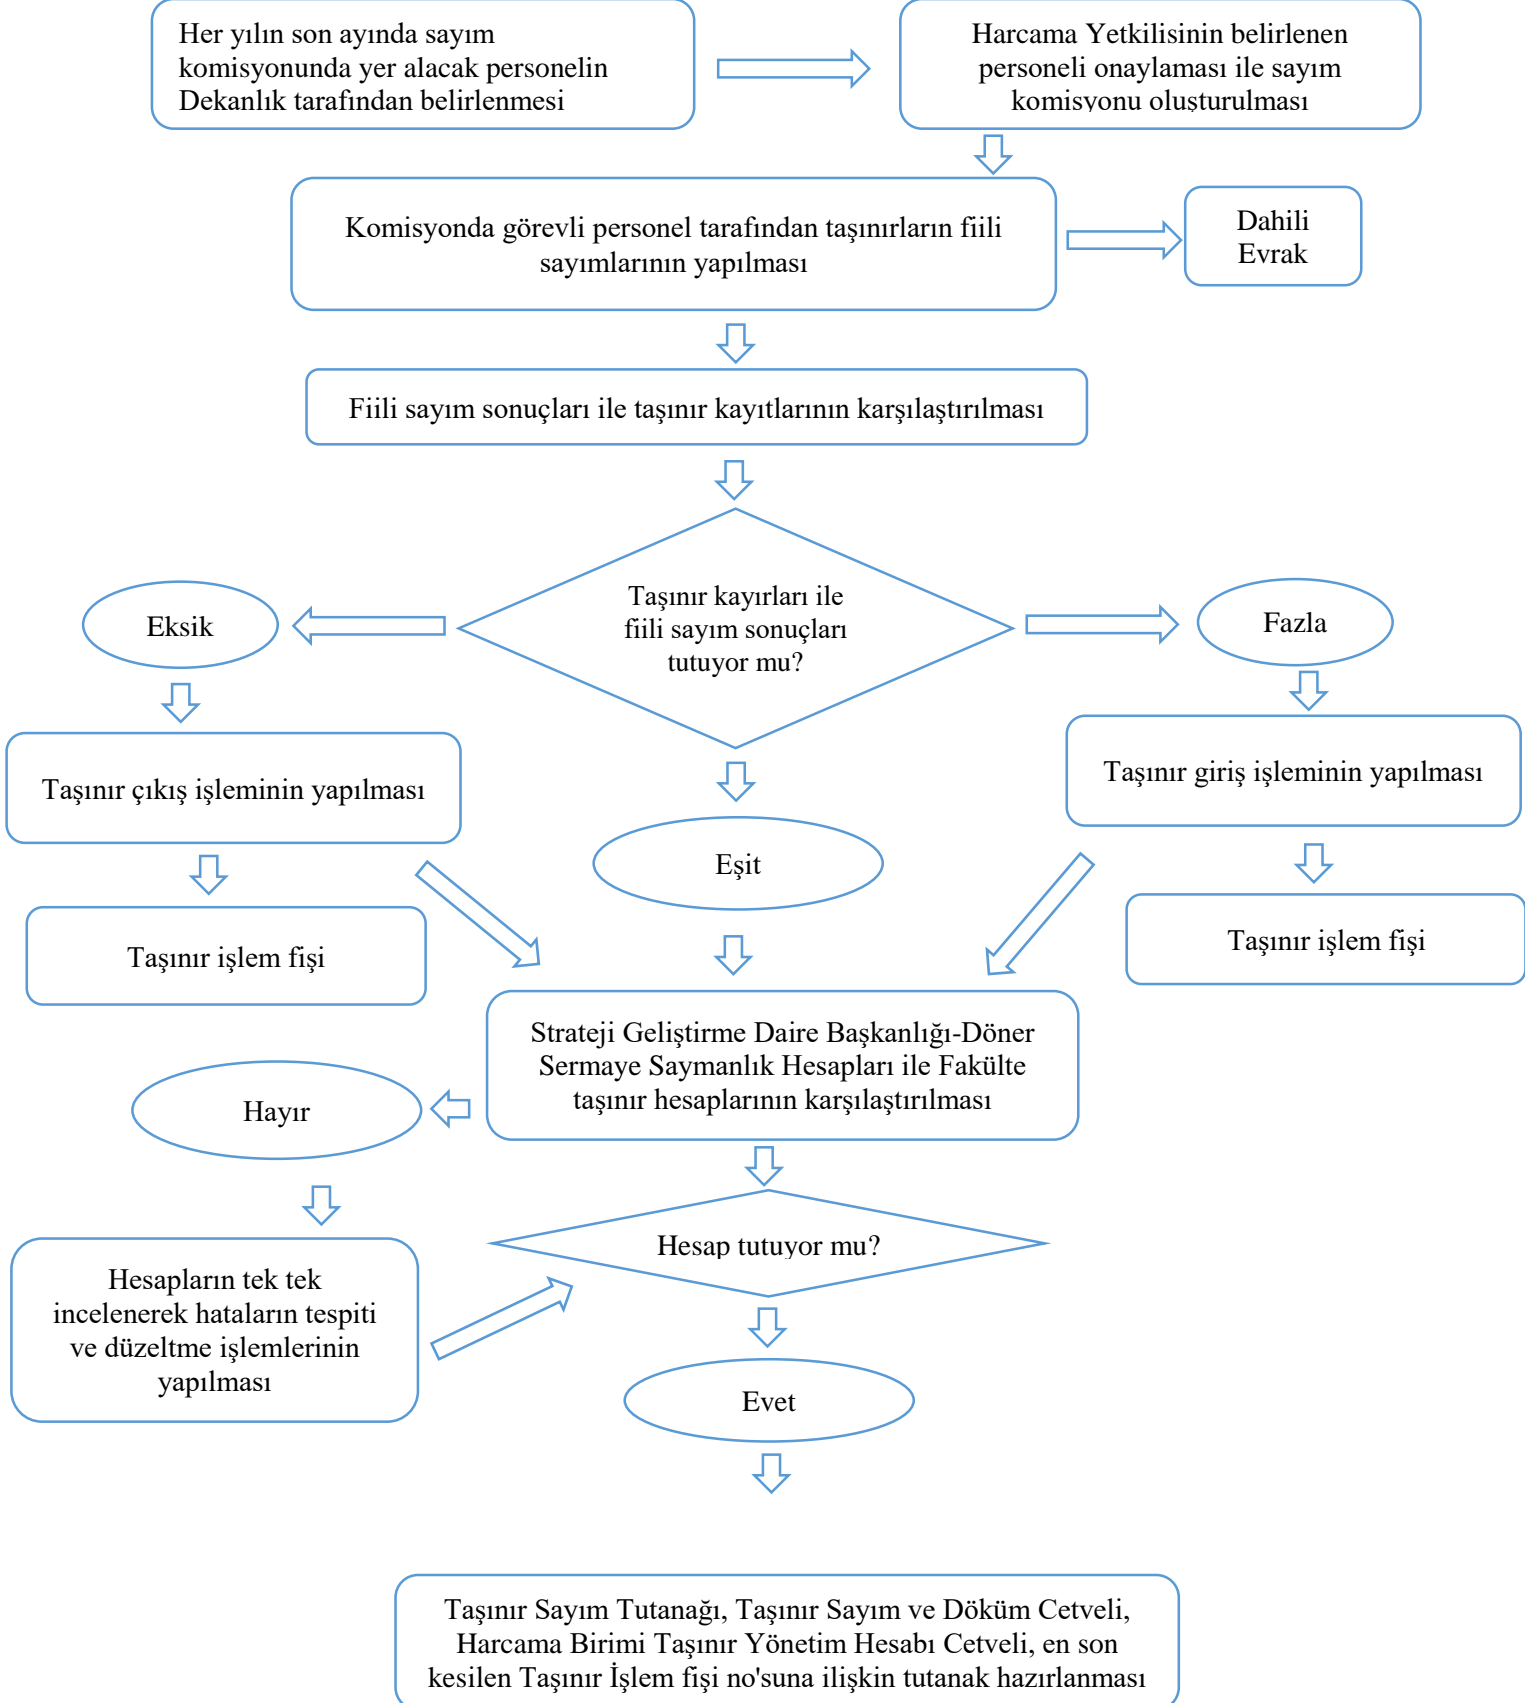 Her yılın son ayında sayım
komisyonunda yer alacak personelin
Dekanlık tarafından belirlenmesi
Harcama Yetkilisinin belirlenen
personeli onaylaması ile sayım
komisyonu oluşturulması
Komisyonda görevli personel tarafından taşınırların fiili
sayımlarının yapılması
Dahili
Evrak
Fiili sayım sonuçları ile taşınır kayıtlarının karşılaştırılması
Taşınır kayırları ile
fiili sayım sonuçları
tutuyor mu?
Eksik
Fazla
Taşınır çıkış işleminin yapılması
Taşınır giriş işleminin yapılması
Eşit
Taşınır işlem fişi
Taşınır işlem fişi
Strateji Geliştirme Daire Başkanlığı-Döner
Sermaye Saymanlık Hesapları ile Fakülte
taşınır hesaplarının karşılaştırılması
Hayır
Hesap tutuyor mu?
Hesapların tek tek
incelenerek hataların tespiti
ve düzeltme işlemlerinin
yapılması
Evet
Taşınır Sayım Tutanağı, Taşınır Sayım ve Döküm Cetveli,
Harcama Birimi Taşınır Yönetim Hesabı Cetveli, en son
kesilen Taşınır İşlem fişi no'suna ilişkin tutanak hazırlanması